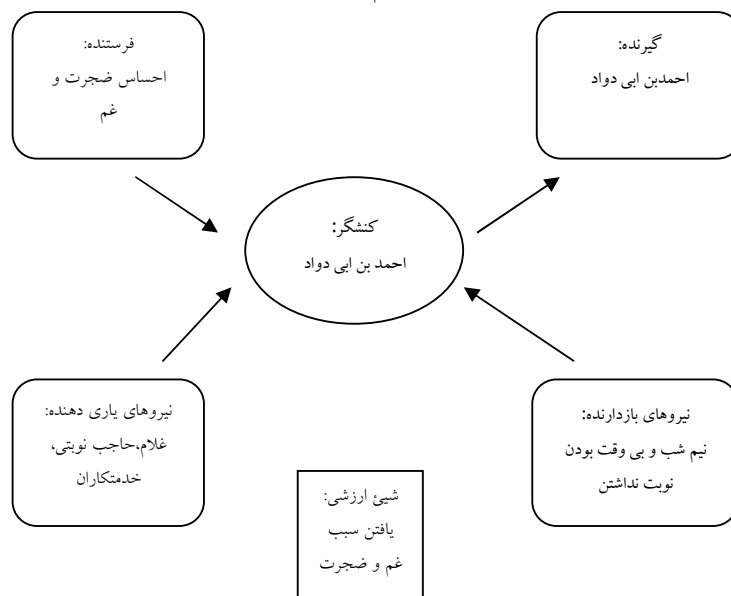 گیرنده:
احمدبن ابی دواد
فرستنده:
احساس ضجرت و
غم
کنشگر:
احمد بن ابی دواد
نیروهای بازدارنده:
نیم شب و بی وقت بودن
نوبت نداشتن
نیروهای یاری دهنده:
غلام،حاجب نوبتی،
خدمتکاران
شیئ ارزشی:
یافتن سبب
غم و ضجرت